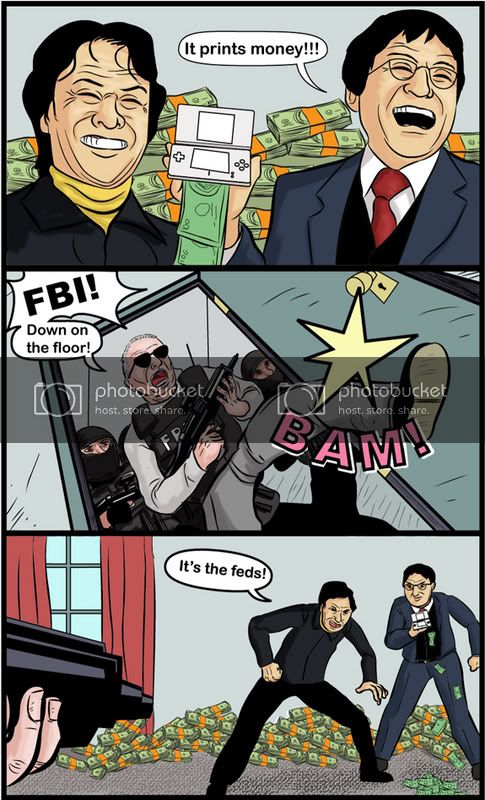 It prints money!!!
FBI!
Down on
the floor!
photobucket
host. store. share.
photobucket
host. store. share.
BAM!
It's the feds!